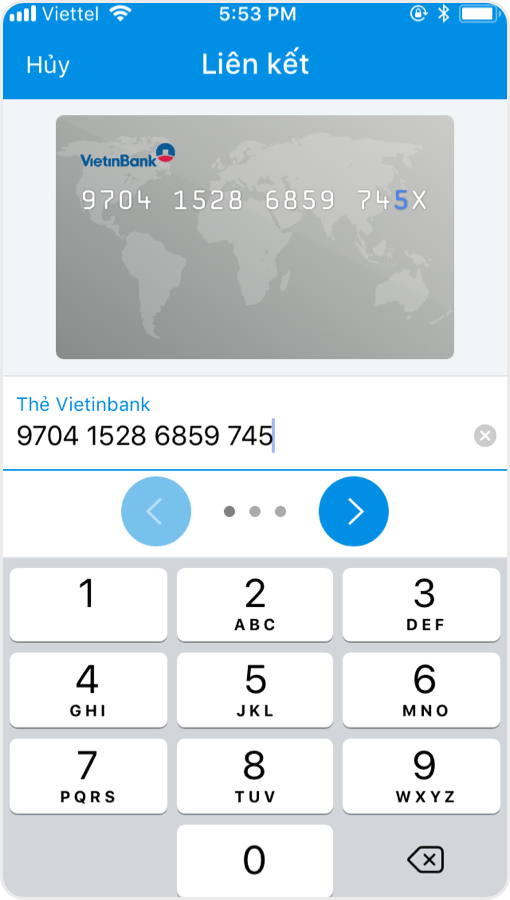 Viettel 5:53 PM
Hủy Liên kết
VietinBank
9704 1528 6859 745X
Thẻ Vietinbank
9704 1528 6859 745
1 2 3
ABC DEF
4 5 6
GHI JKL MNO
7 8 9
PQRS TUV WXYZ
0